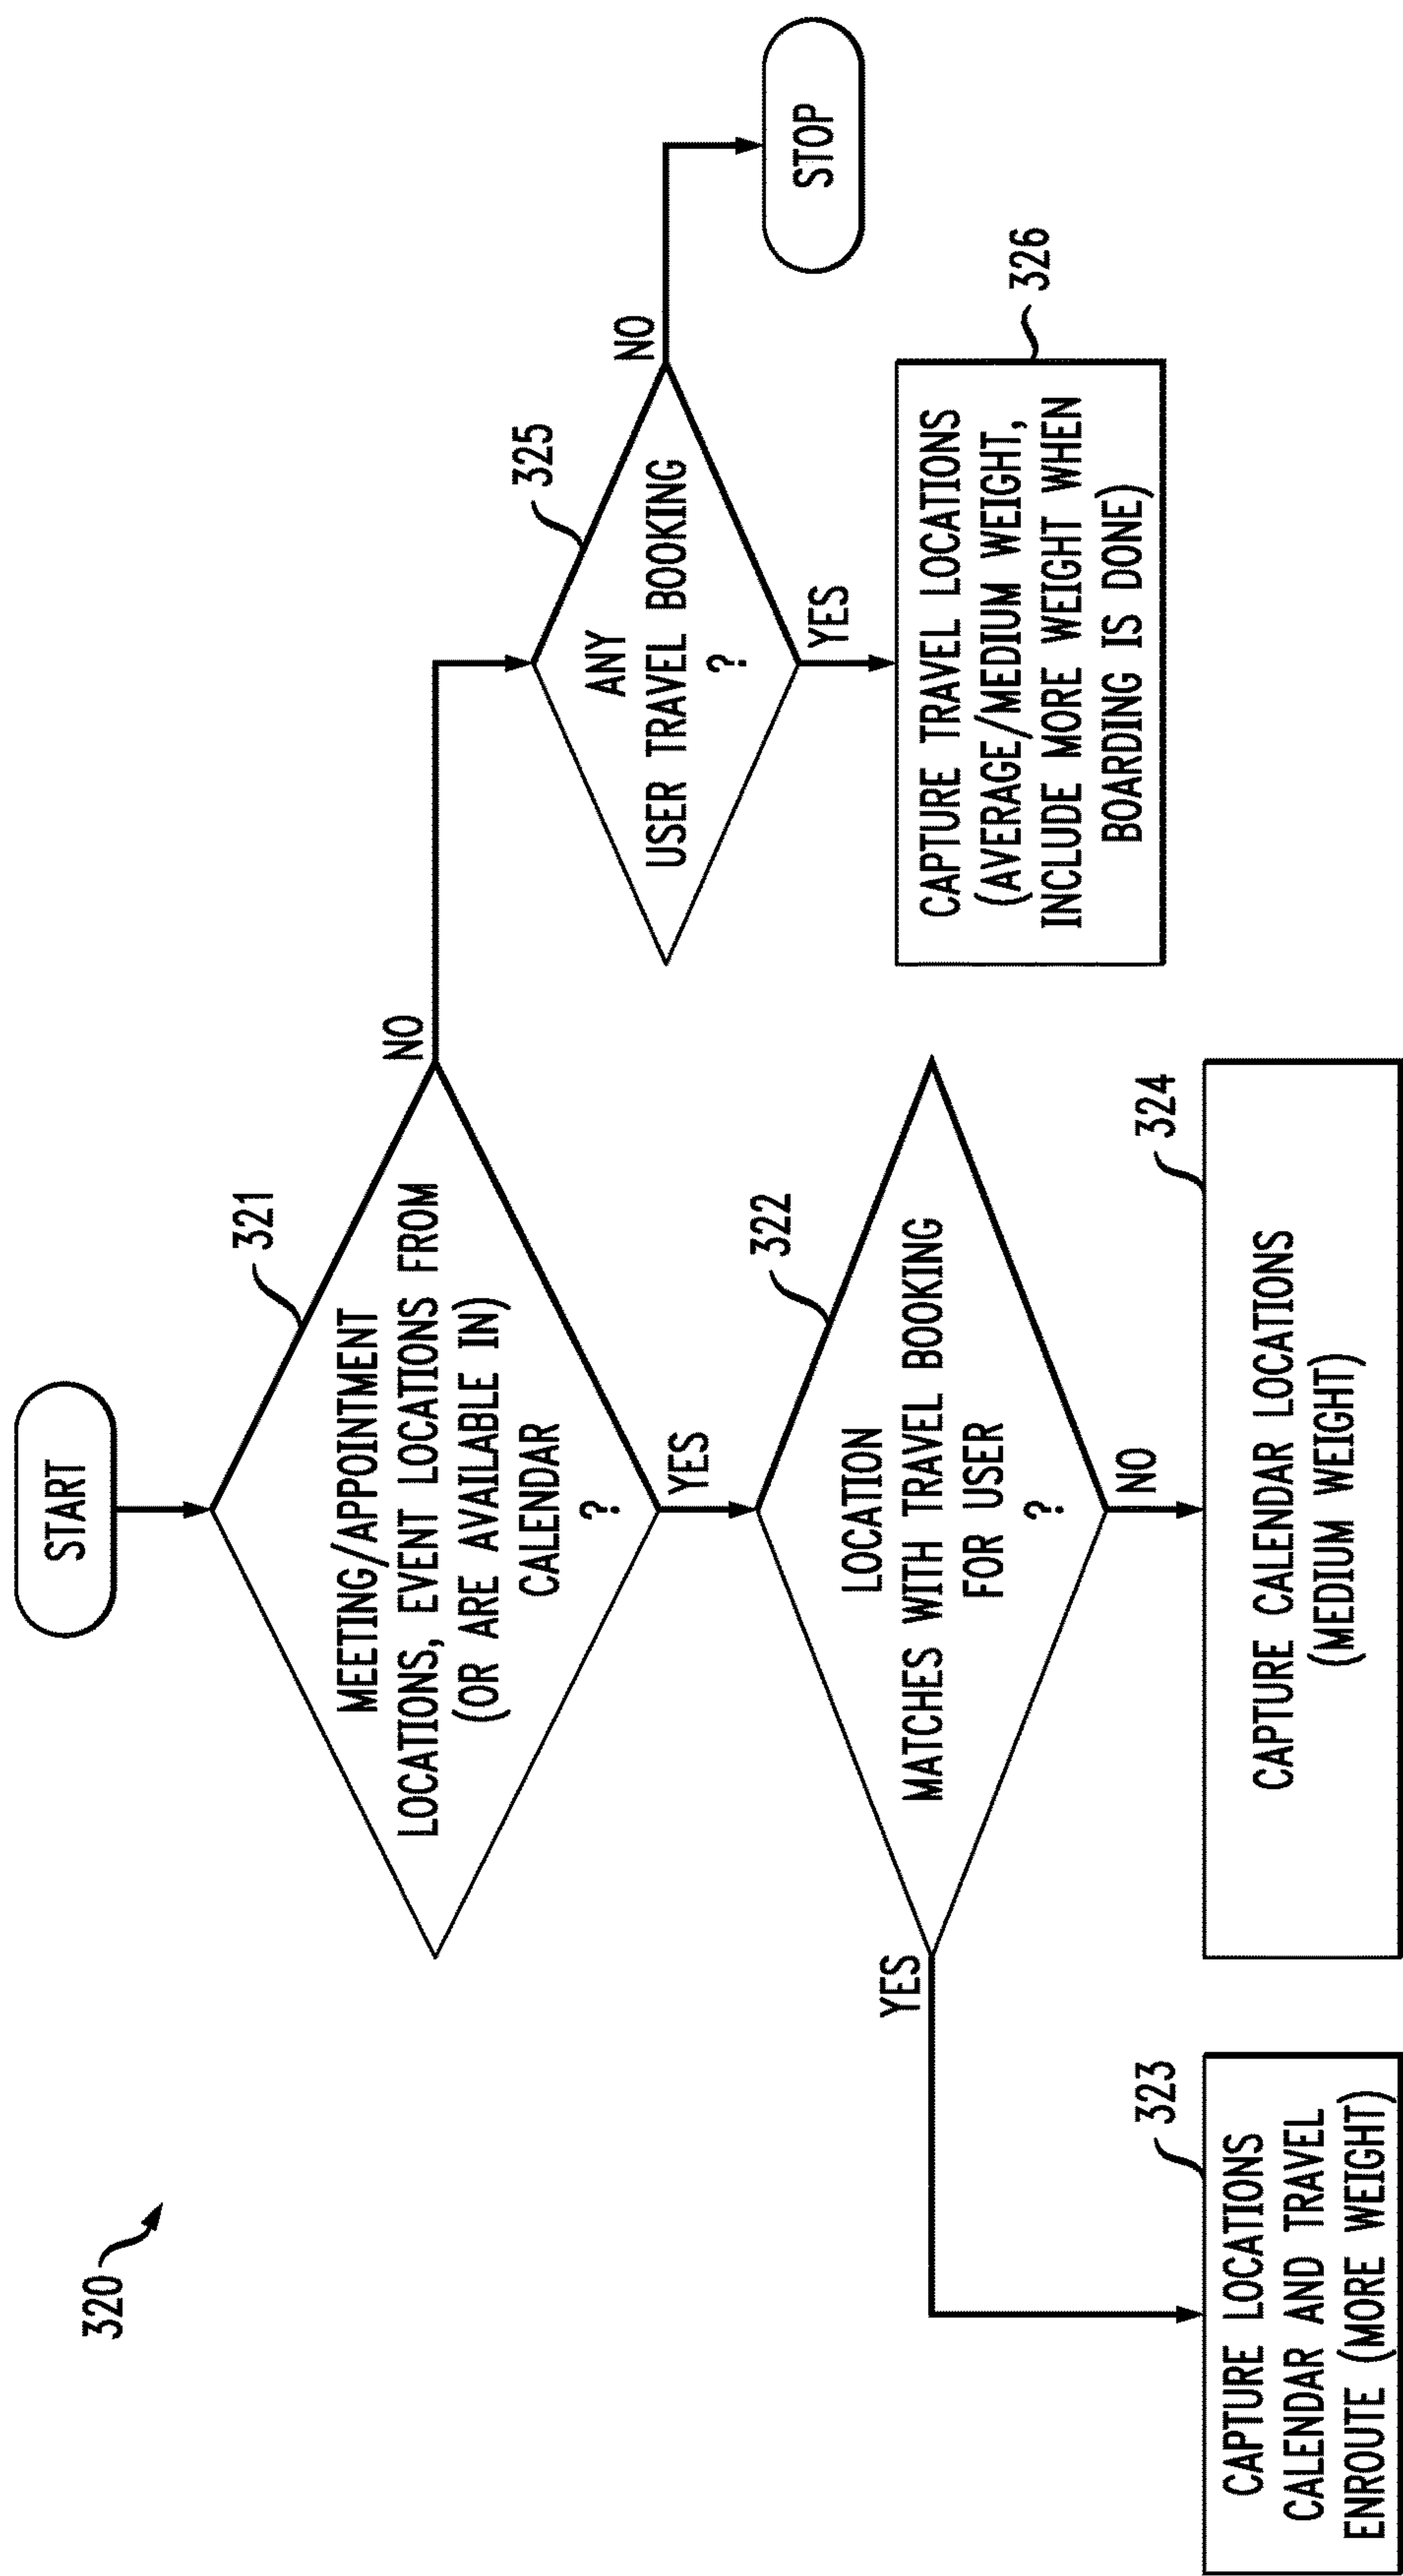 320
START
321
MEETING/APPOINTMENT
LOCATIONS, EVENT LOCATIONS FROM
(OR ARE AVAILABLE IN)
CALENDAR
?
NO
YES
325
ANY
USER TRAVEL BOOKING
?
NO
STOP
YES
326
CAPTURE TRAVEL LOCATIONS
(AVERAGE/MEDIUM WEIGHT,
INCLUDE MORE WEIGHT WHEN
BOARDING IS DONE)
322
LOCATION
MATCHES WITH TRAVEL BOOKING
FOR USER
?
YES
NO
323
CAPTURE LOCATIONS
CALENDAR AND TRAVEL
ENROUTE (MORE WEIGHT)
324
CAPTURE CALENDAR LOCATIONS
(MEDIUM WEIGHT)